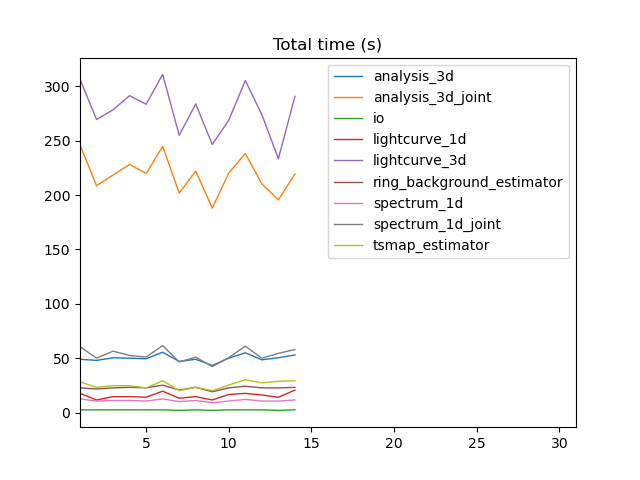 Total time (s)
300
250
200
150
100
50
0
analysis_3d
analysis_3d_joint
io
lightcurve_1d
lightcurve_3d
ring_background_estimator
spectrum_1d
spectrum_1d_joint
tsmap_estimator
5 10 15 20 25 30